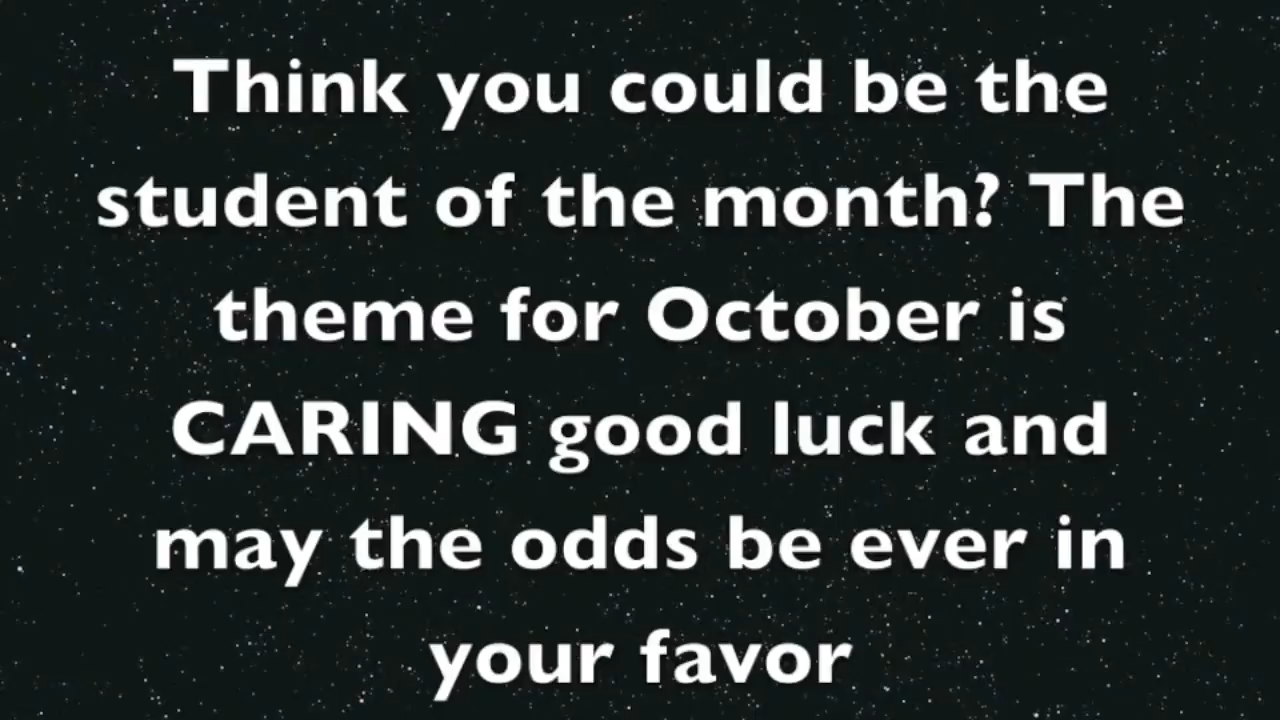 Think you could be the
student of the month? The
theme for October is
CARING good luck and
may the odds be ever in
your favor